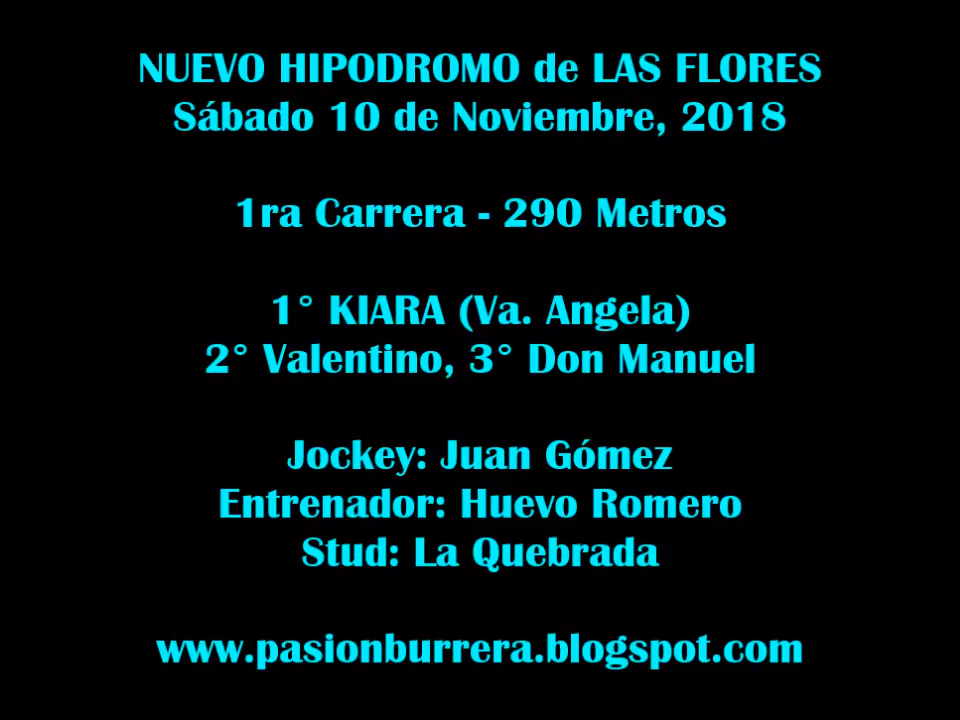 NUEVO HIPODROMO de LAS FLORES
Sábado 10 de Noviembre, 2018
1ra Carrera - 290 Metros
1° KIARA (Va. Angela)
2° Valentino, 3° Don Manuel
Jockey: Juan Gómez
Entrenador: Huevo Romero
Stud: La Quebrada
www.pasionburrera.blogspot.com